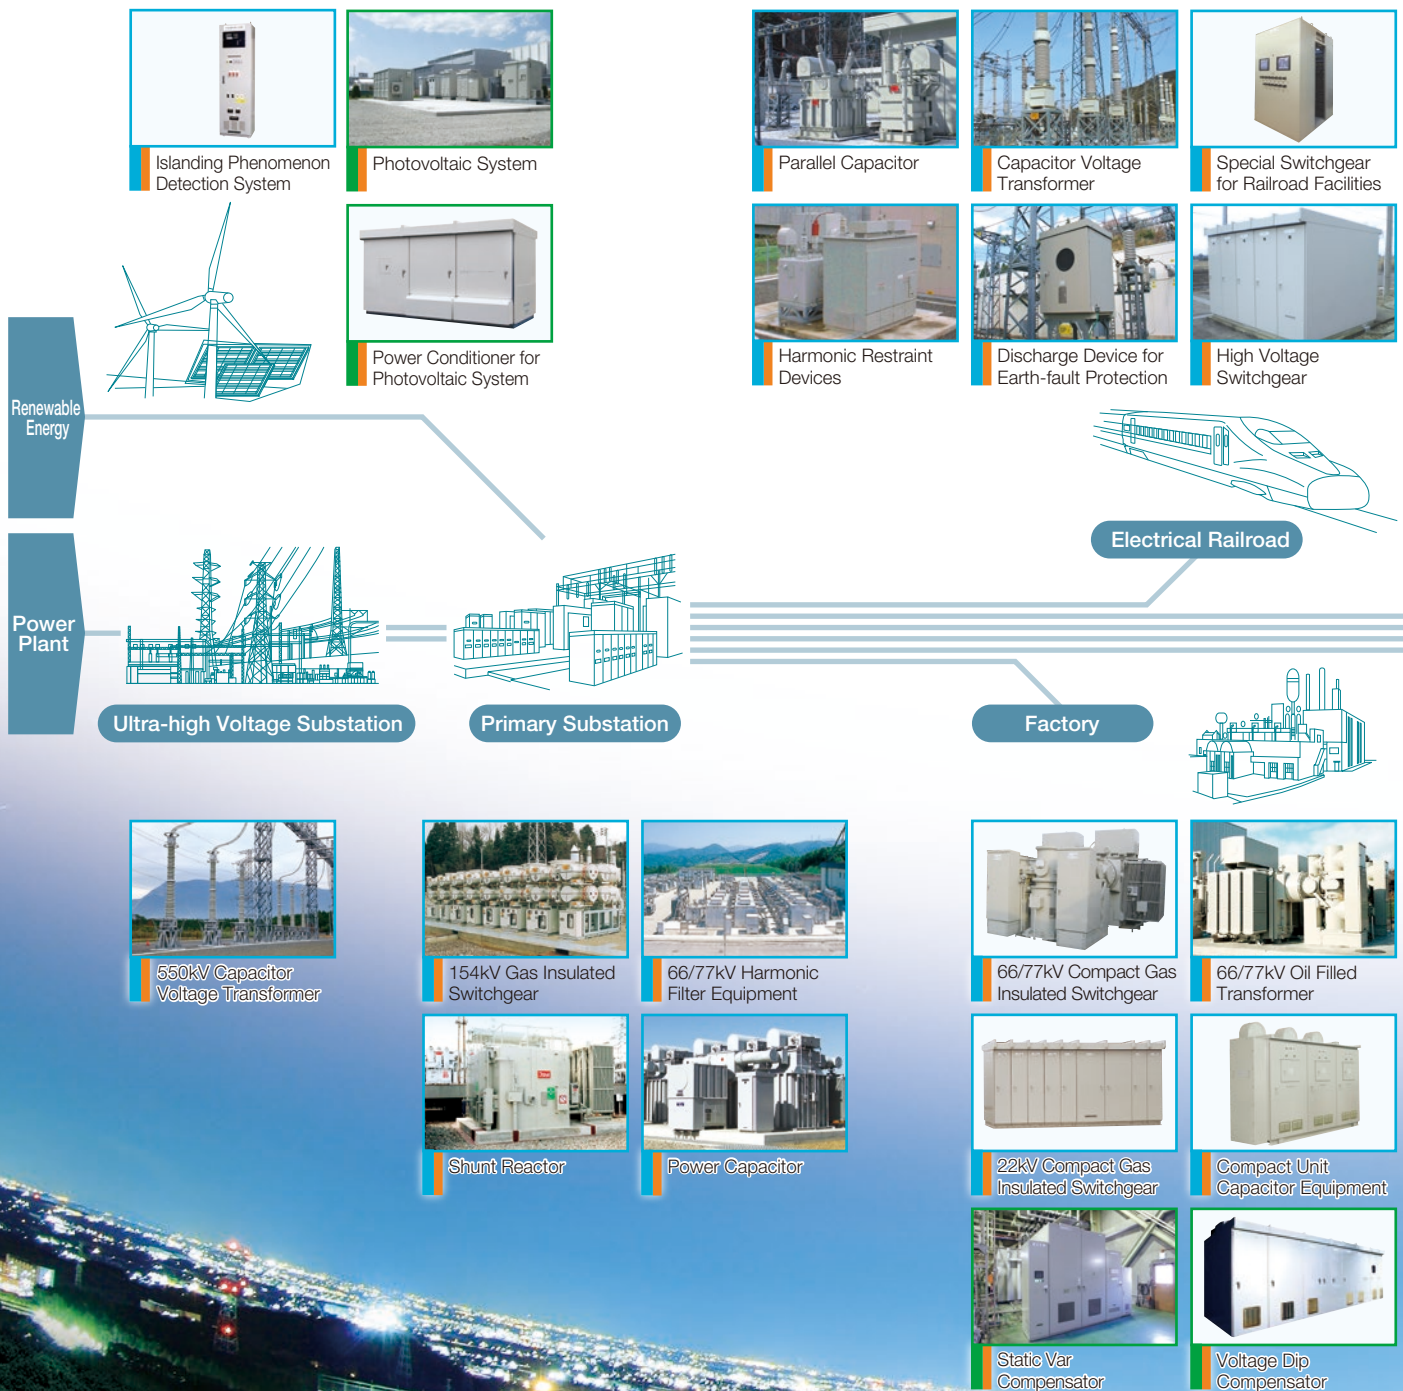 Islanding Phenomenon
Detection System
Photovoltaic System
Parallel Capacitor
Capacitor Voltage
Transformer
Special Switchgear
for Railroad Facilities
Power Conditioner for
Photovoltaic System
Harmonic Restraint
Devices
Discharge Device for
Earth-fault Protection
High Voltage
Switchgear
Renewable
Energy
Electrical Railroad
Power
Plant
Ultra-high Voltage Substation
Primary Substation
Factory
550kV Capacitor
Voltage Transformer
154kV Gas Insulated
Switchgear
66/77kV Harmonic
Filter Equipment
66/77kV Compact Gas
Insulated Switchgear
66/77kV Oil Filled
Transformer
Shunt Reactor
Power Capacitor
22kV Compact Gas
Insulated Switchgear
Compact Unit
Capacitor Equipment
Static Var
Compensator
Voltage Dip
Compensator